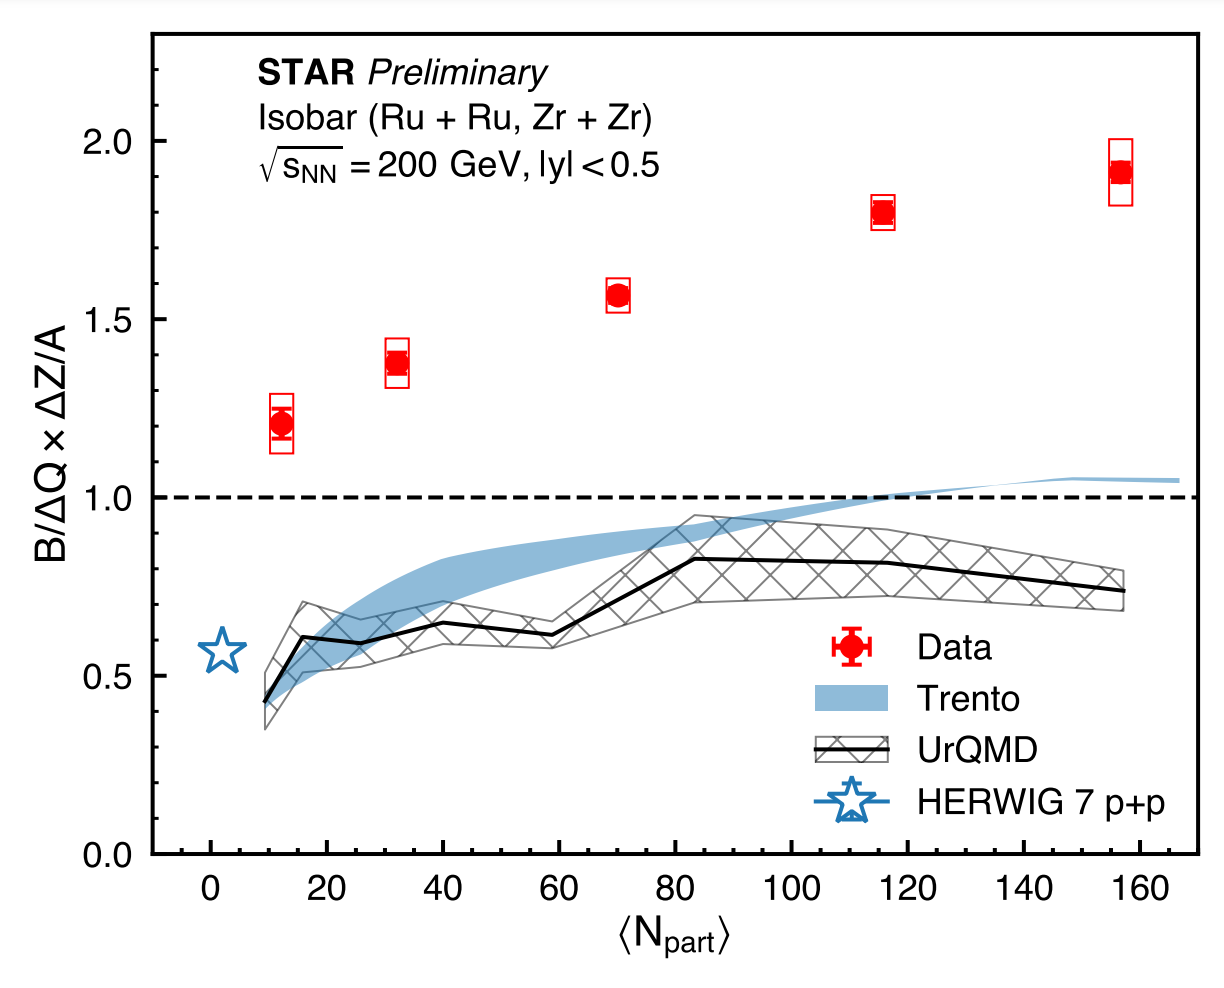 STAR Preliminary
Isobar (Ru + Ru, Zr + Zr)
√sNN = 200 GeV, |y| < 0.5
B/ΔQ × ΔZ/A
2.0
1.5
1.0
0.5
0.0
Data
Trento
UrQMD
HERWIG 7 p+p
0 20 40 60 80 100 120 140 160
⟨Npart⟩